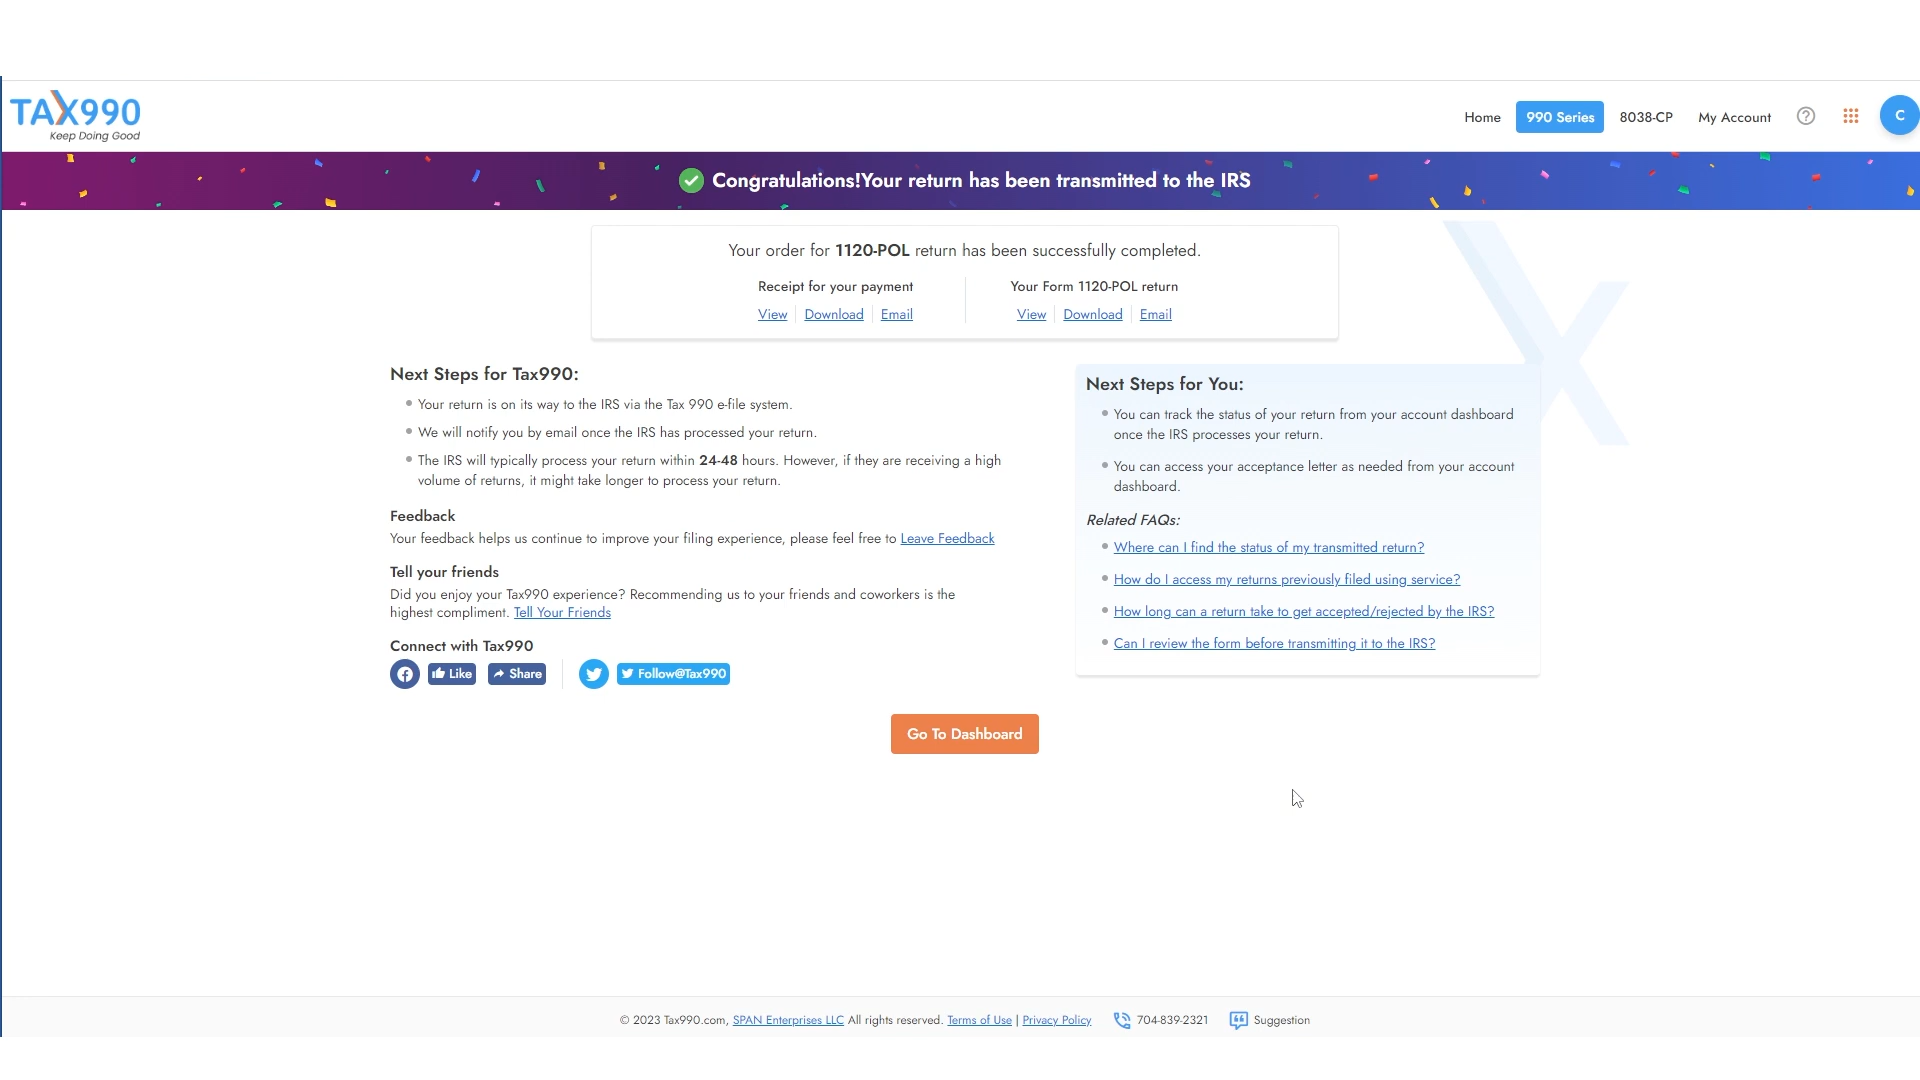 TAX990
Keep Doing Good
Home 990 Series 8038-CP My Account ? C
Congratulations!Your return has been transmitted to the IRS
Your order for 1120-POL return has been successfully completed.
Receipt for your payment
View Download Email
Your Form 1120-POL return
View Download Email
Next Steps for Tax990:
Your return is on its way to the IRS via the Tax 990 e-file system.
We will notify you by email once the IRS has processed your return.
The IRS will typically process your return within 24-48 hours. However, if they are receiving a high
volume of returns, it might take longer to process your return.
Feedback
Your feedback helps us continue to improve your filing experience, please feel free to Leave Feedback
Tell your friends
Did you enjoy your Tax990 experience? Recommending us to your friends and coworkers is the
highest compliment. Tell Your Friends
Connect with Tax990
Like Share Follow@Tax990
Next Steps for You:
You can track the status of your return from your account dashboard
once the IRS processes your return.
You can access your acceptance letter as needed from your account
dashboard.
Related FAQs:
Where can I find the status of my transmitted return?
How do I access my returns previously filed using service?
How long can a return take to get accepted/rejected by the IRS?
Can I review the form before transmitting it to the IRS?
Go To Dashboard
© 2023 Tax990.com, SPAN Enterprises LLC All rights reserved. Terms of Use | Privacy Policy 704-839-2321 Suggestion